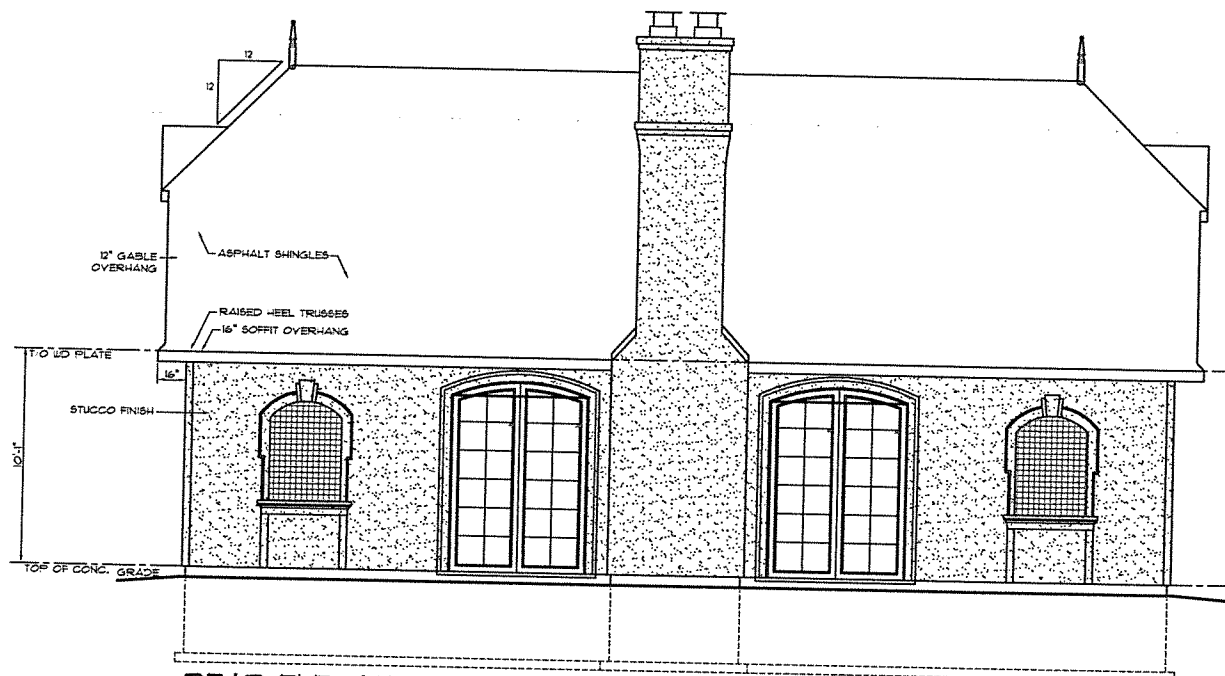 12
12
12" GABLE
OVERHANG
ASPHALT SHINGLES
RAISED HEEL TRUSSES
16" SOFFIT OVERHANG
T/O WD PLATE
16"
STUCCO FINISH
10'-1"
TOP OF CONC. GRADE